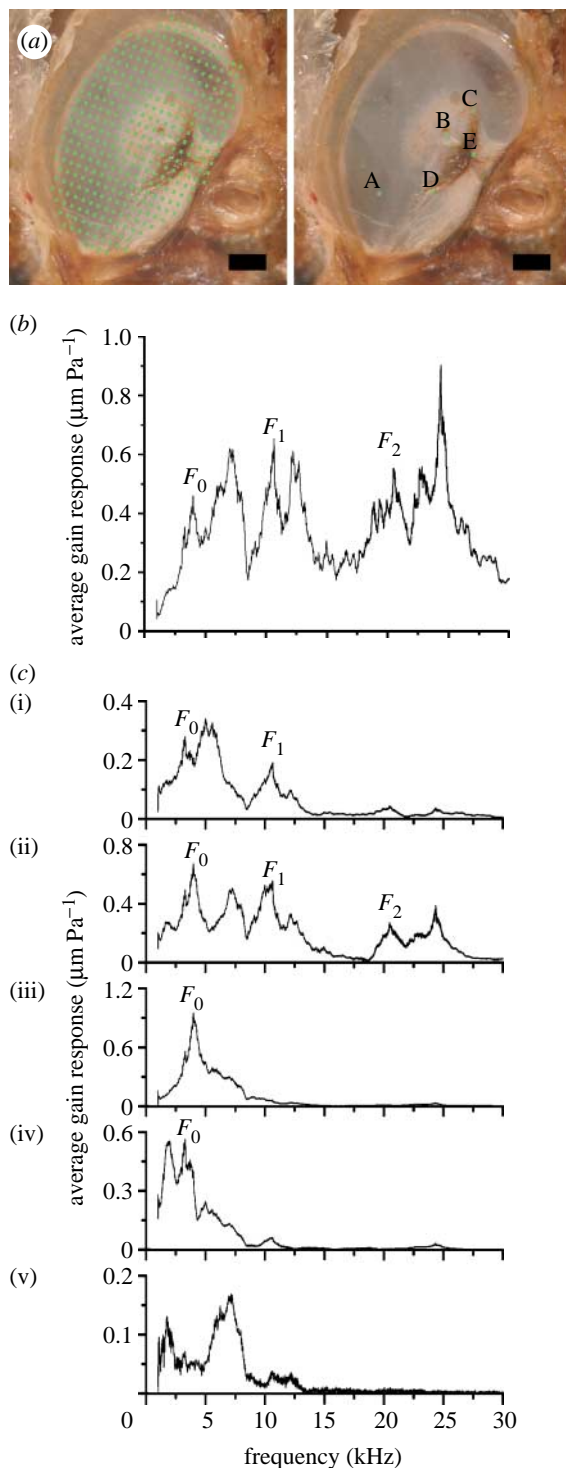 (a)
C
B
E
A
D
(b)
1.0
0.8
0.6
0.4
0.2
0
average gain response (μm Pa⁻¹)
F₀
F₁
F₂
(c)
(i)
0.4
0.2
0
F₀
F₁
(ii)
0.8
0.4
0
F₀
F₁
F₂
(iii)
1.2
0.6
0
F₀
average gain response (μm Pa⁻¹)
(iv)
0.6
0.3
0
F₀
(v)
0.2
0.1
0 5 10 15 20 25 30
frequency (kHz)